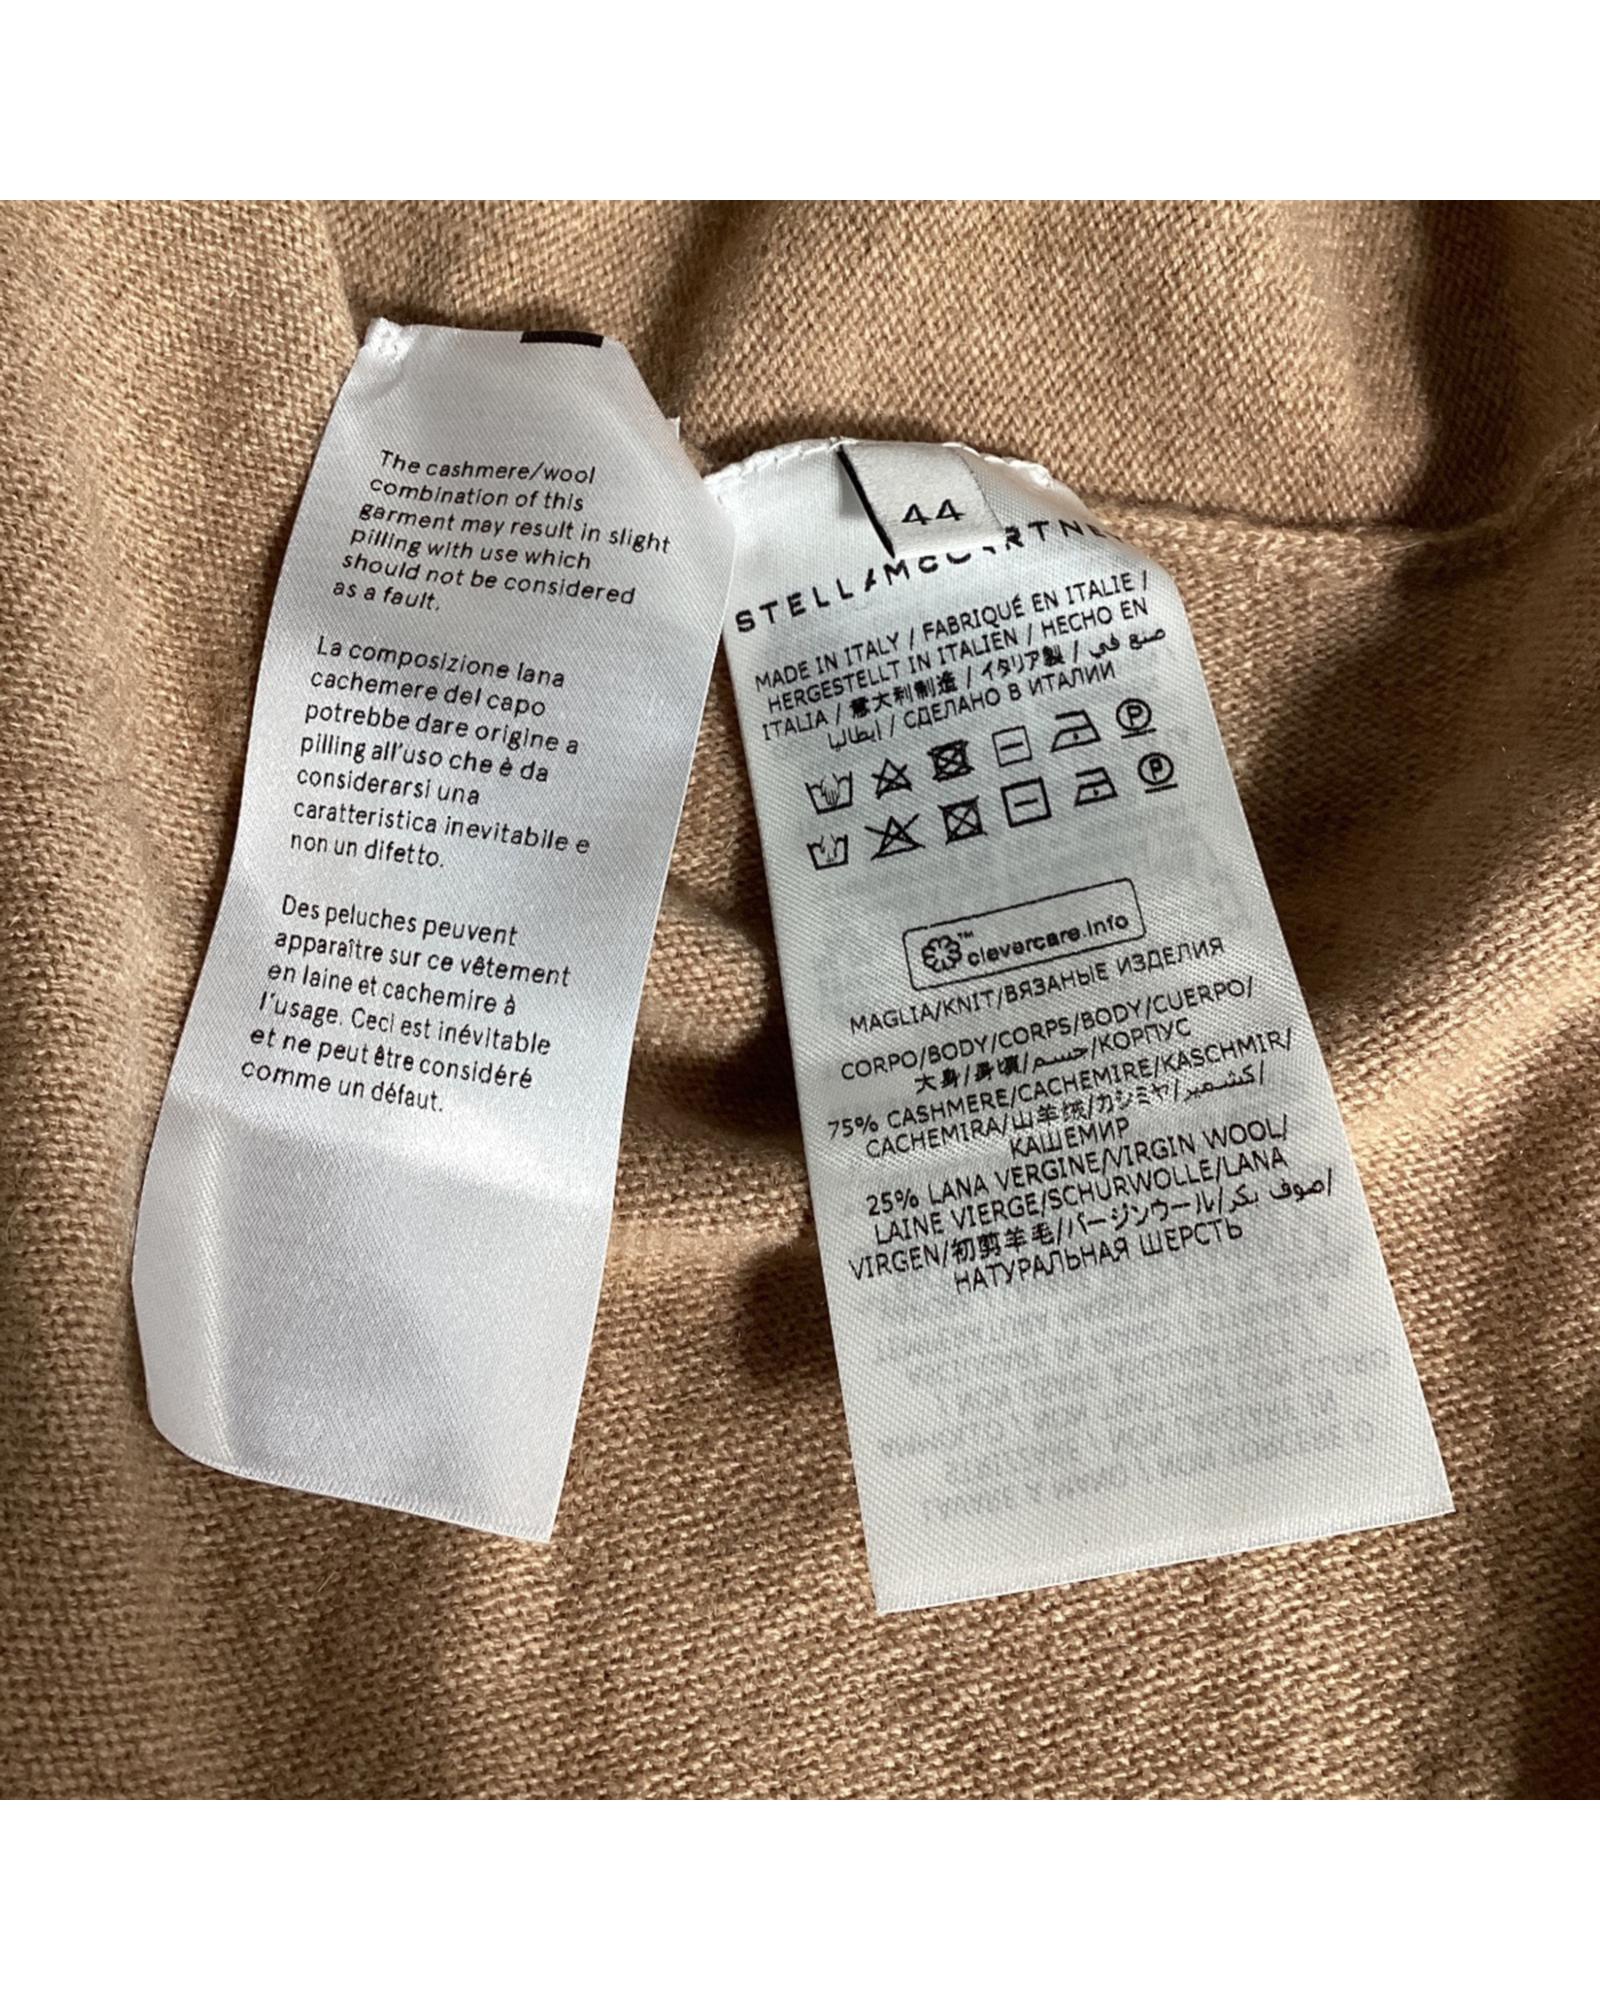 The cashmere/wool
combination of this
garment may result in slight
pilling with use which
should not be considered
as a fault.
La composizione lana
cachemere del capo
potrebbe dare origine a
pilling all'uso che è da
considerarsi una
caratteristica inevitabile e
non un difetto.
Des peluches peuvent
apparaître sur ce vêtement
en laine et cachemire à
l'usage. Ceci est inévitable
et ne peut être considéré
comme un défaut.
44
MADE IN ITALY / FABRIQUÉ EN ITALIE /
HERGESTELLT IN ITALIEN / HECHO EN
ITALIA / 意大利制造 / イタリア製 / صنع في
إيطاليا / СДЕЛАНО В ИТАЛИИ
P
P
clevercare.info™
MAGLIA/KNIT/ВЯЗАНЫЕ ИЗДЕЛИЯ
CORPO/BODY/CORPS/BODY/CUERPO/
大身/身頃/جسم/КОРПУС
75% CASHMERE/CACHEMIRE/KASCHMIR/
CACHEMIRA/山羊绒/カシミヤ/كشمير/
КАШЕМИР
25% LANA VERGINE/VIRGIN WOOL/
LAINE VIERGE/SCHURWOLLE/LANA
VIRGEN/初剪羊毛/バージンウール/صوف بكر/
НАТУРАЛЬНАЯ ШЕРСТЬ